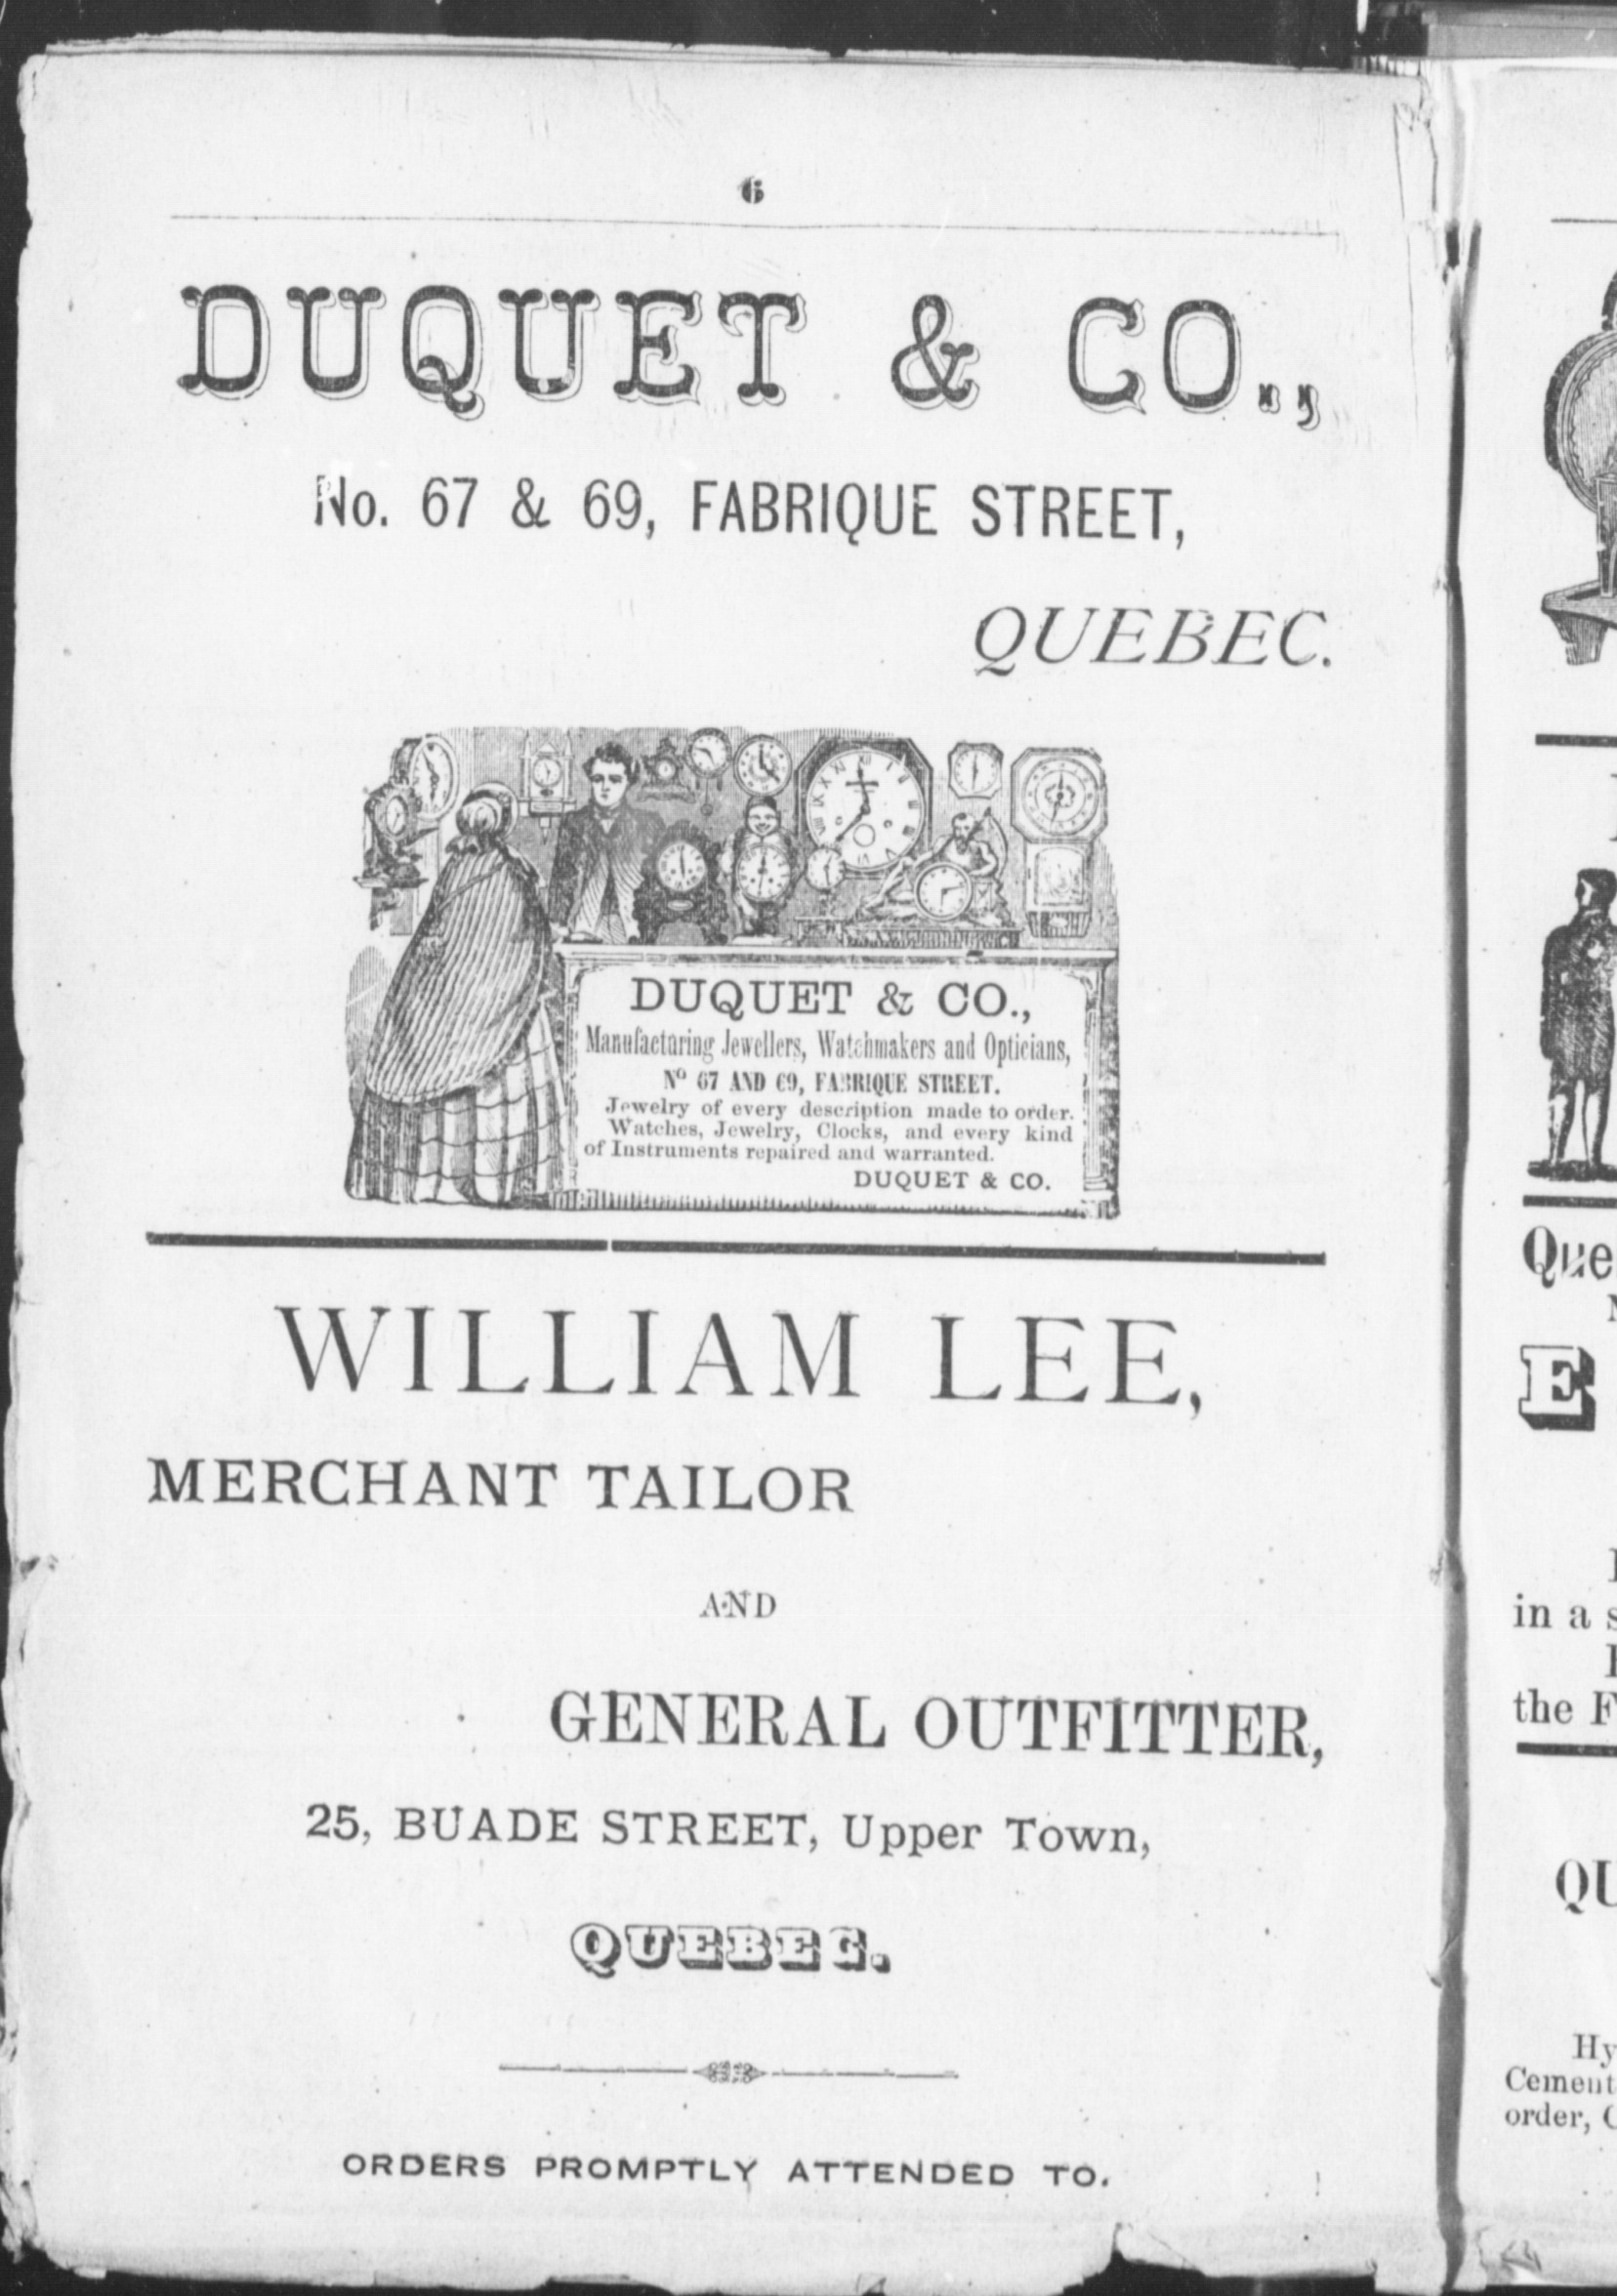 6
DUQUET & CO.,
No. 67 & 69, FABRIQUE STREET,
QUEBEC.
DUQUET & CO.,
Manufacturing Jewellers, Watchmakers and Opticians,
No 67 AND 69, FABRIQUE STREET.
Jewelry of every description made to order.
Watches, Jewelry, Clocks, and every kind
of Instruments repaired and warranted.
DUQUET & CO.
WILLIAM LEE,
MERCHANT TAILOR
AND
GENERAL OUTFITTER,
25, BUADE STREET, Upper Town,
QUEBEC.
ORDERS PROMPTLY ATTENDED TO.
E
in a
the
Cement
order,